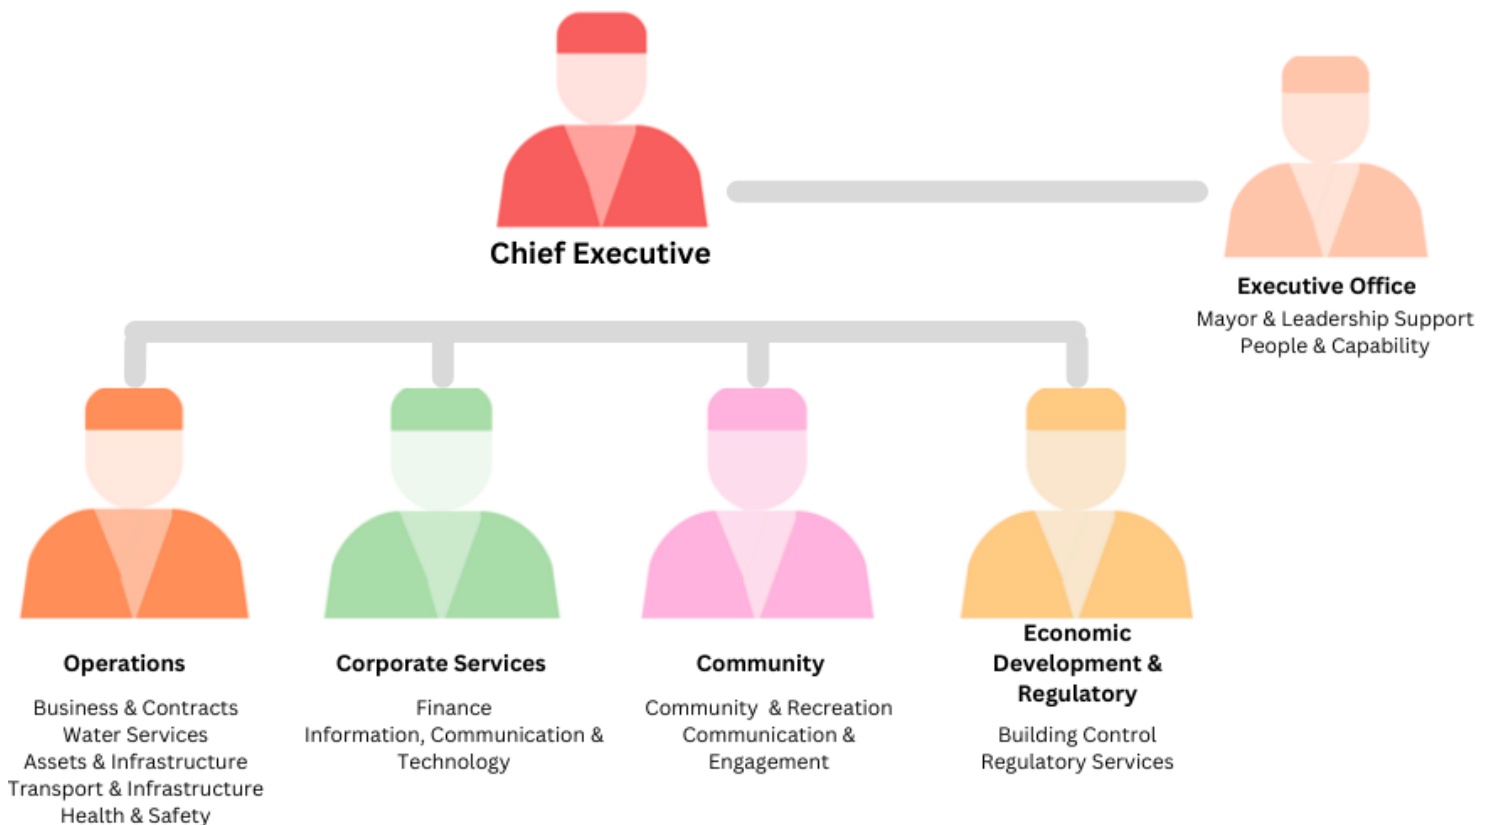 Chief Executive
Executive Office
Mayor & Leadership Support
People & Capability
Operations
Business & Contracts
Water Services
Assets & Infrastructure
Transport & Infrastructure
Health & Safety
Corporate Services
Finance
Information, Communication &
Technology
Community
Community & Recreation
Communication &
Engagement
Economic
Development &
Regulatory
Building Control
Regulatory Services